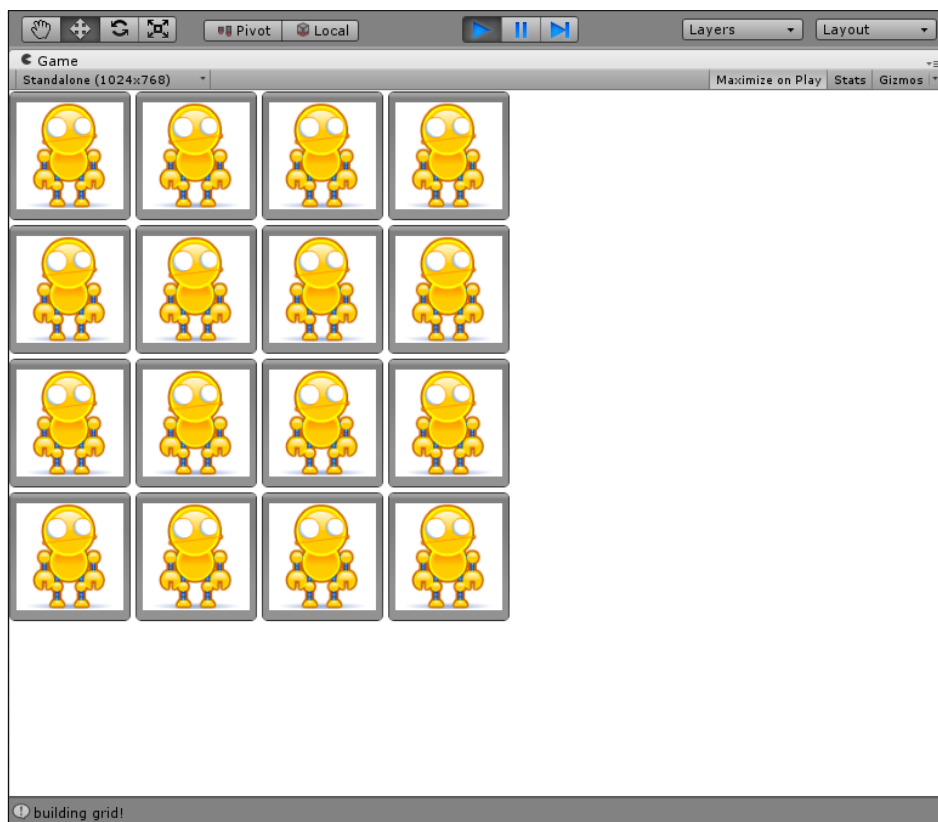 Pivot Local Layers Layout
Game
Standalone (1024x768) Maximize on Play Stats Gizmos
building grid!